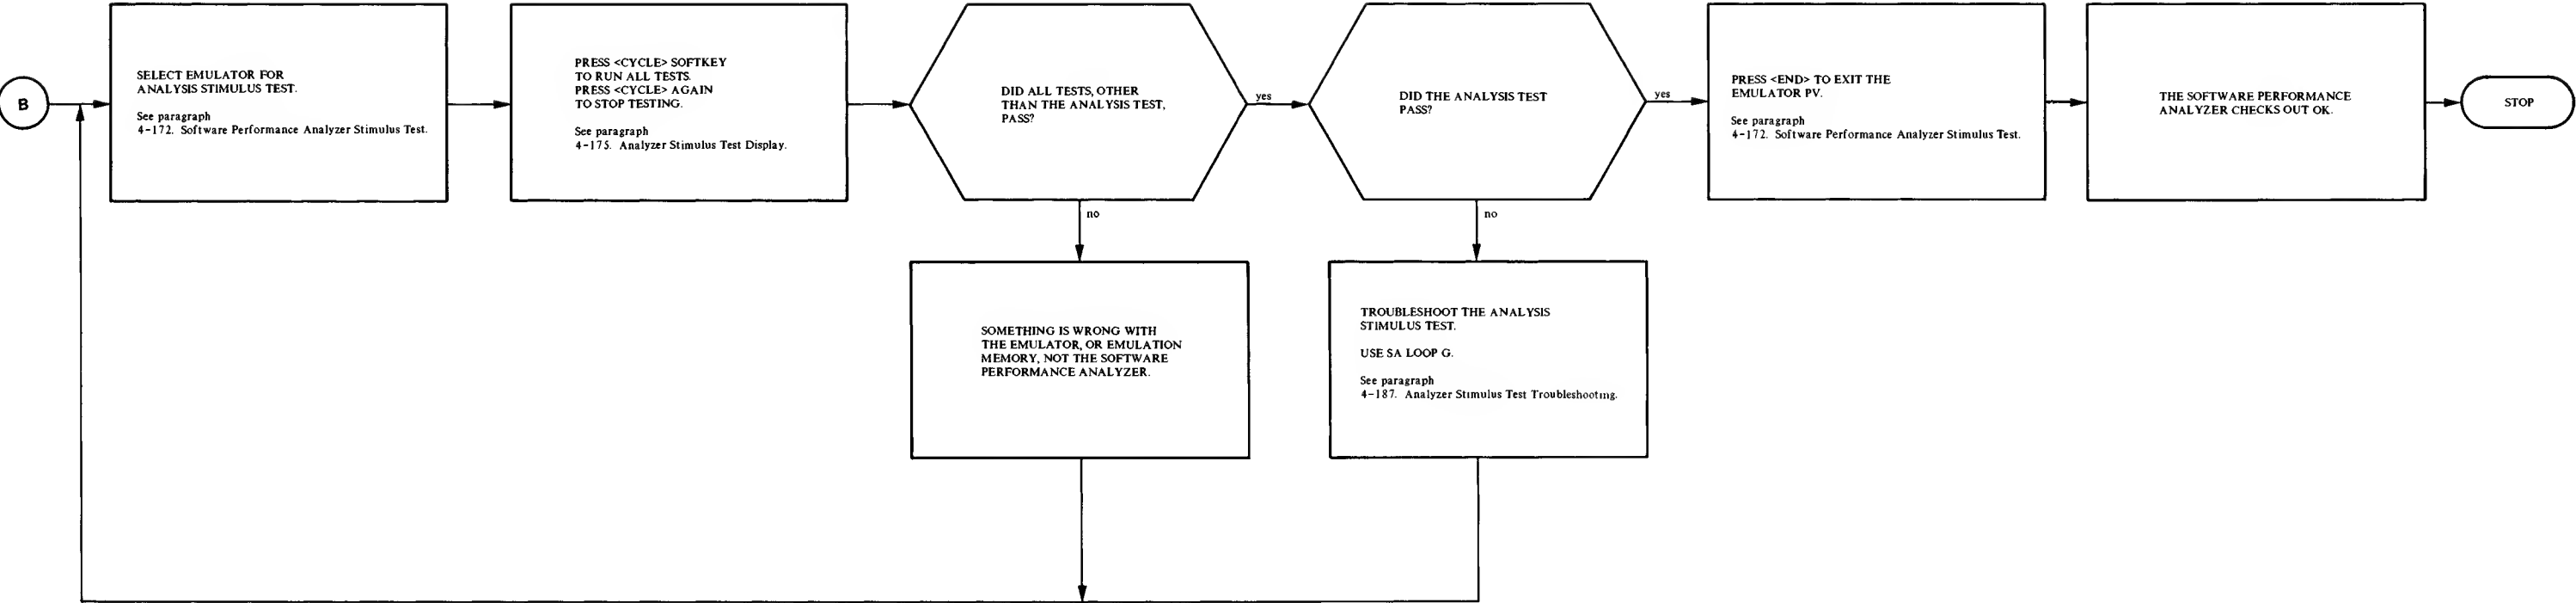 B
SELECT EMULATOR FOR
ANALYSIS STIMULUS TEST.
See paragraph
4-172. Software Performance Analyzer Stimulus Test.
PRESS <CYCLE> SOFTKEY
TO RUN ALL TESTS.
PRESS <CYCLE> AGAIN
TO STOP TESTING.
See paragraph
4-175. Analyzer Stimulus Test Display.
DID ALL TESTS, OTHER
THAN THE ANALYSIS TEST,
PASS?
yes
no
DID THE ANALYSIS TEST
PASS?
yes
no
PRESS <END> TO EXIT THE
EMULATOR PV.
See paragraph
4-172. Software Performance Analyzer Stimulus Test.
THE SOFTWARE PERFORMANCE
ANALYZER CHECKS OUT OK.
STOP
SOMETHING IS WRONG WITH
THE EMULATOR, OR EMULATION
MEMORY, NOT THE SOFTWARE
PERFORMANCE ANALYZER.
TROUBLESHOOT THE ANALYSIS
STIMULUS TEST.
USE SA LOOP G.
See paragraph
4-187. Analyzer Stimulus Test Troubleshooting.